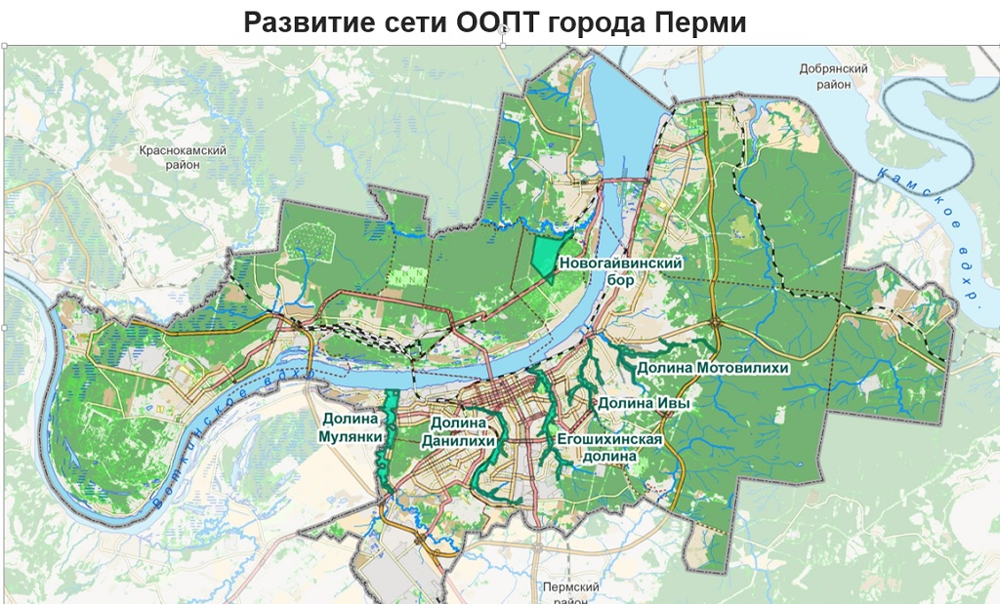 Развитие сети ООПТ города Перми
Добрянский
район
Краснокамский
район
Камское вдхр.
Новогайвинский
бор
Долина Мотовилихи
Долина Ивы
Долина
Мулянки
Долина
Данилихи
Егошихинская
долина
Воткинское вдхр.
Пермский
район